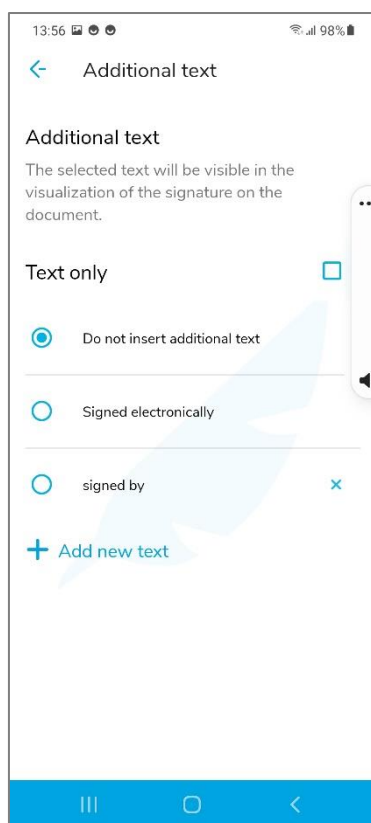 13:56 98%
Additional text
Additional text
The selected text will be visible in the
visualization of the signature on the
document.
Text only
Do not insert additional text
Signed electronically
signed by
Add new text